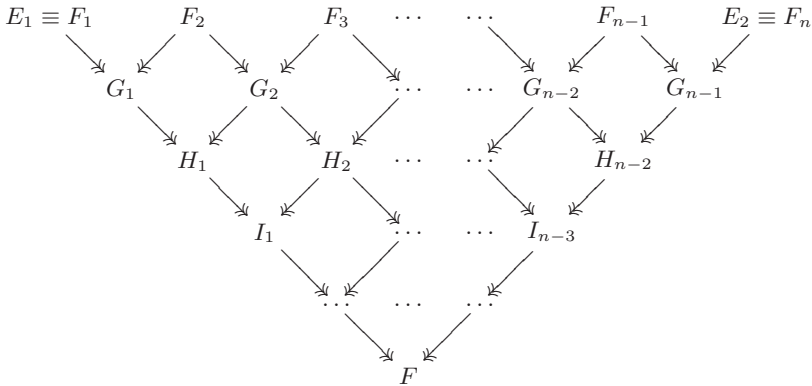 E₁ ≡ F₁ F₂ F₃ ⋯ ⋯ Fₙ₋₁ E₂ ≡ Fₙ
G₁ G₂ ⋯ ⋯ Gₙ₋₂ Gₙ₋₁
H₁ H₂ ⋯ ⋯ Hₙ₋₂
I₁ ⋯ ⋯ Iₙ₋₃
⋯ ⋯ ⋯
F